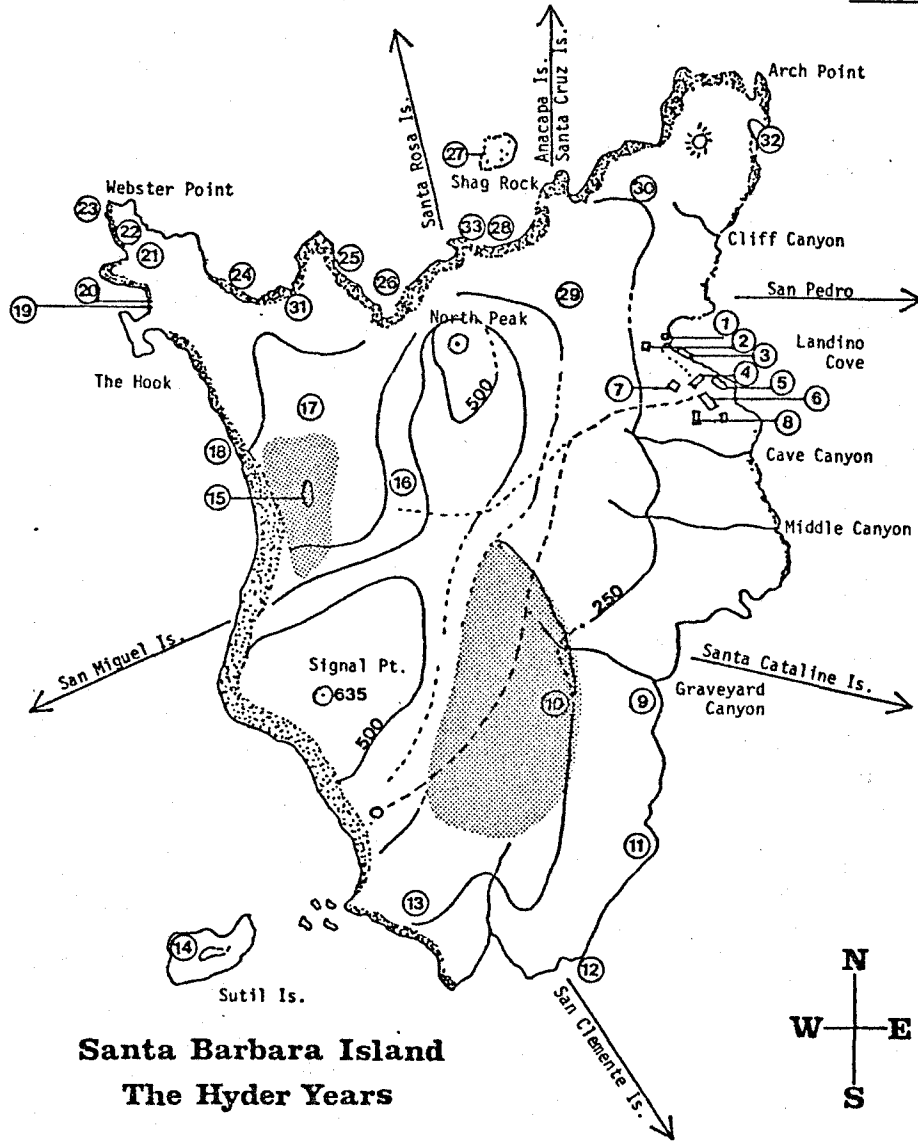 Arch Point
Anacapa Is.
Santa Cruz Is.
Santa Rosa Is.
32
27
Shag Rock
Webster Point
30
23
22
21
33
28
Cliff Canyon
24
25
26
20
19
31
29
San Pedro
North Peak
1
2
3
Landino
Cove
4
5
The Hook
500
7
6
17
8
18
16
Cave Canyon
15
Middle Canyon
250
San Miguel Is.
Signal Pt.
635
Santa Cataline Is.
10
9
Graveyard
Canyon
500
11
13
14
12
Sutil Is.
San Clemente Is.
N
W E
S
Santa Barbara Island
The Hyder Years